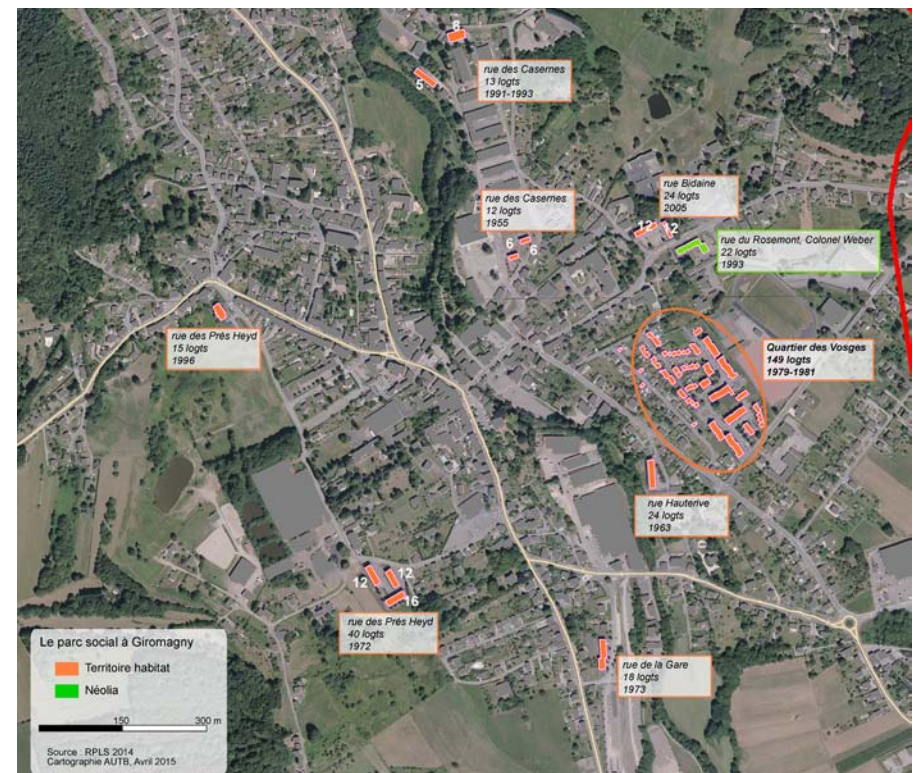 8
5
rue des Casernes
13 logts
1991-1993
rue des Casernes
12 logts
1955
6
6
rue Bidaine
24 logts
2005
12
12
rue du Rosemont, Colonel Weber
22 logts
1993
rue des Prés Heyd
15 logts
1996
Quartier des Vosges
149 logts
1979-1981
rue Hauterive
24 logts
1963
12
12
16
rue des Prés Heyd
40 logts
1972
rue de la Gare
18 logts
1973
Le parc social à Giromagny
Territoire habitat
Néolia
150
300 m
Source : RPLS 2014
Cartographie AUTB, Avril 2015